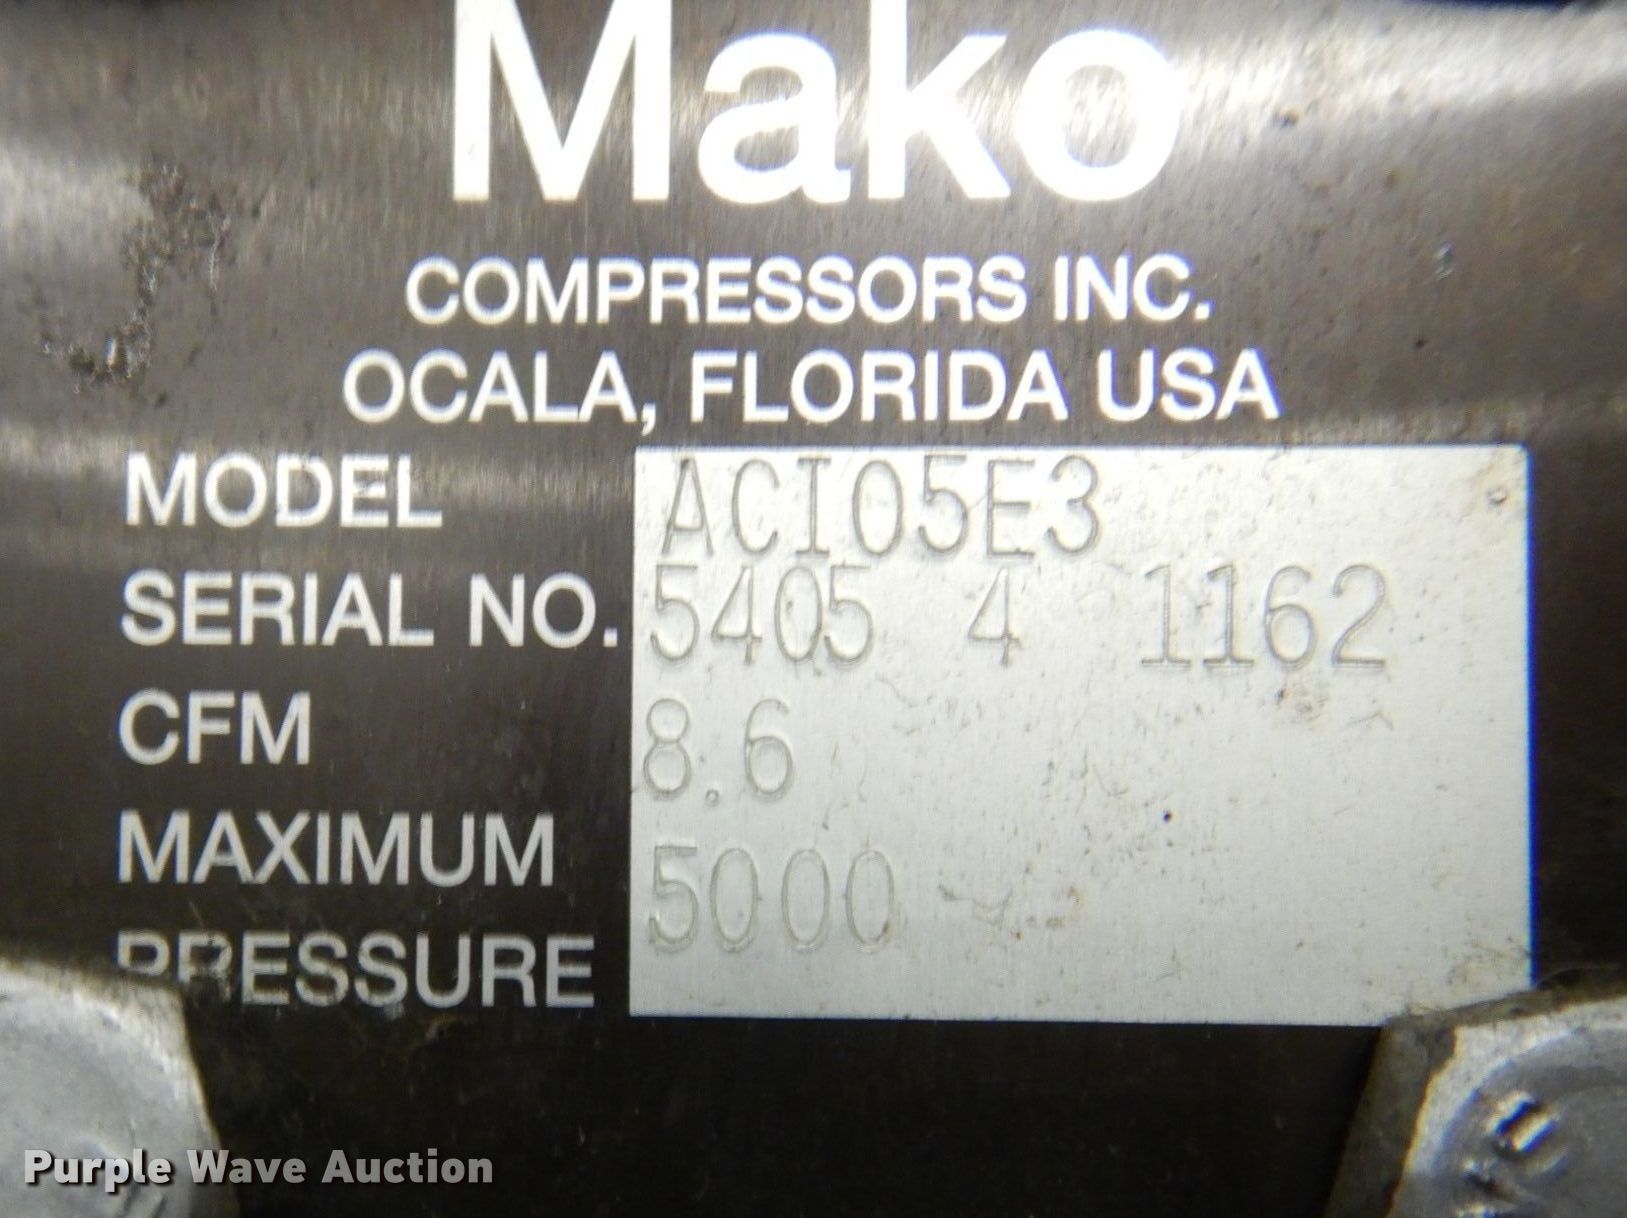 Mako
COMPRESSORS INC.
OCALA, FLORIDA USA
MODEL ACI05E3
SERIAL NO. 5405 4 1162
CFM 8.6
MAXIMUM
PRESSURE 5000
Purple Wave Auction